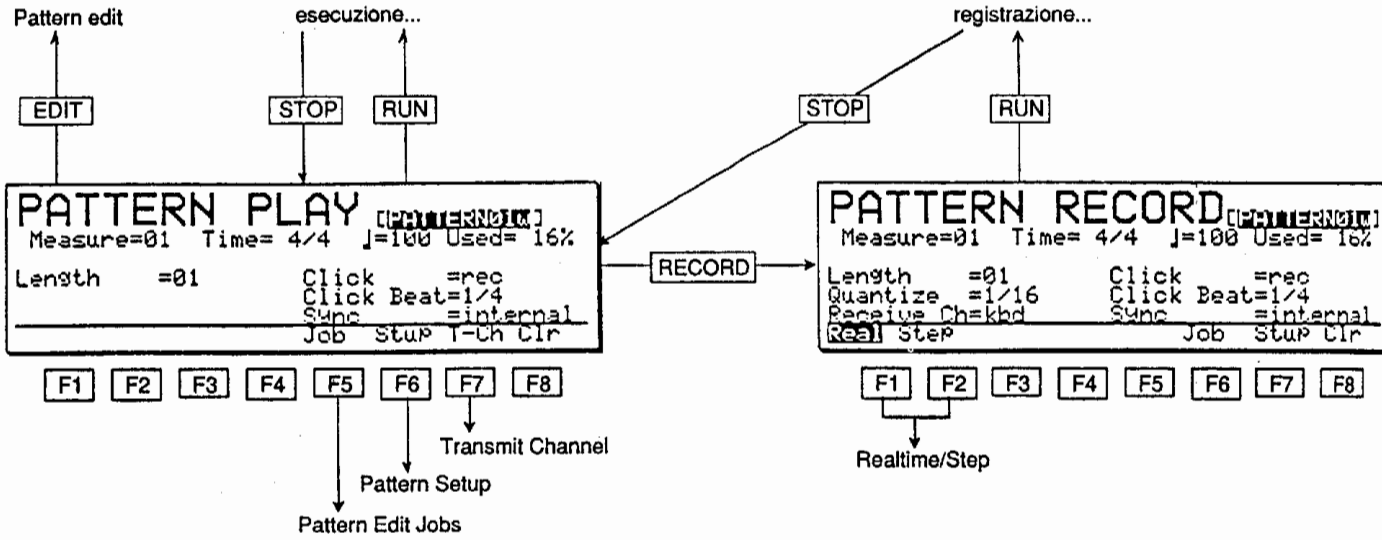 Pattern edit
esecuzione...
registrazione...
EDIT
STOP
RUN
STOP
RUN
PATTERN PLAY [PATTERN01W]
Measure=01 Time= 4/4 ♩=100 Used= 16%
Length =01 Click =rec
Click Beat=1/4
Sync =internal
Job Stup T-Ch Clr
RECORD
PATTERN RECORD [PATTERN01W]
Measure=01 Time= 4/4 ♩=100 Used= 16%
Length =01 Click =rec
Quantize =1/16 Click Beat=1/4
Receive Ch=kbd Sync =internal
Real Step Job Stup Clr
F1 F2 F3 F4 F5 F6 F7 F8
F1 F2 F3 F4 F5 F6 F7 F8
Transmit Channel
Pattern Setup
Pattern Edit Jobs
Realtime/Step